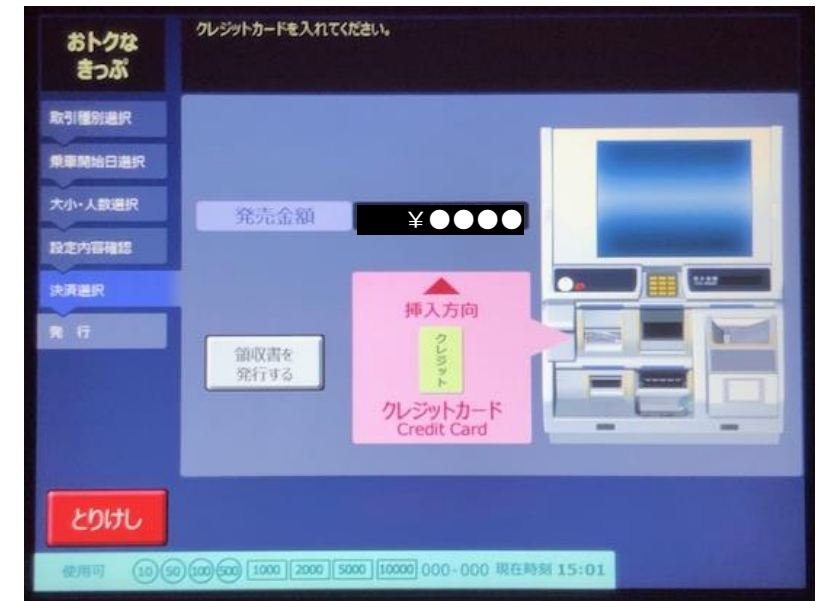 おトクな
きっぷ
クレジットカードを入れてください。
取引種別選択
乗車開始日選択
大小・人数選択
設定内容確認
決済選択
発 行
発売金額
￥●●●●
挿入方向
クレジット
クレジットカード
Credit Card
領収書を
発行する
とりけし
使用可 10 50 100 500 1000 2000 5000 10000 000-000 現在時刻 15:01